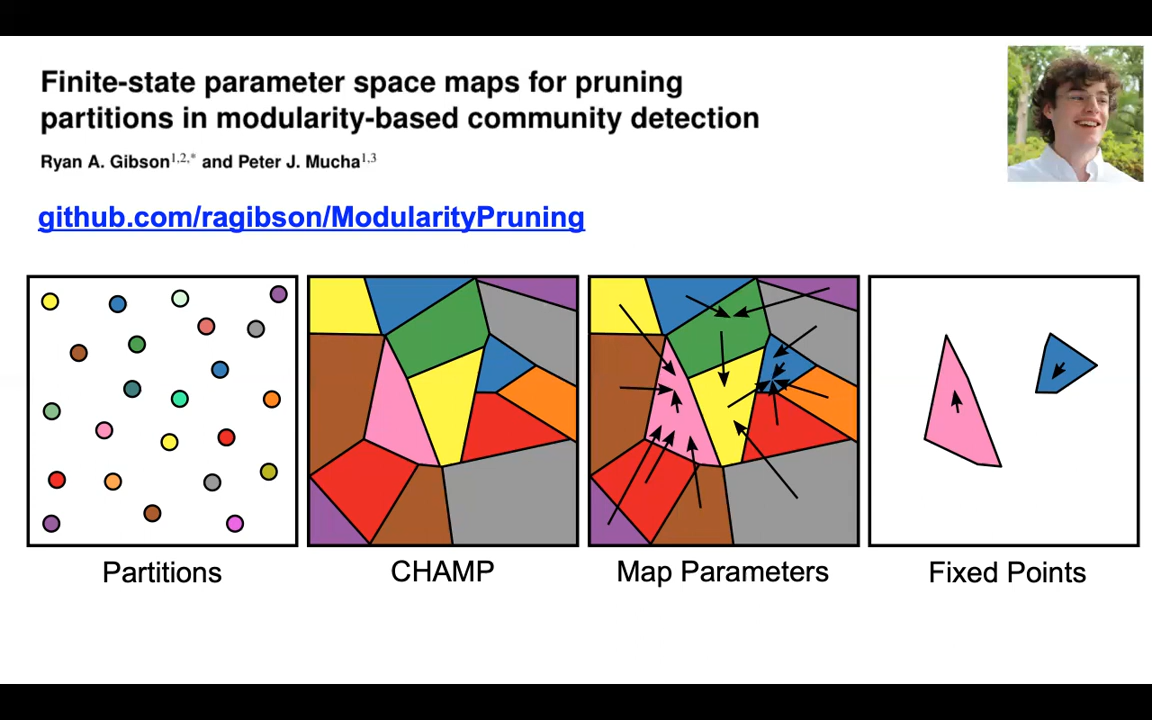 Finite-state parameter space maps for pruning
partitions in modularity-based community detection
Ryan A. Gibson1,2,* and Peter J. Mucha1,3
github.com/ragibson/ModularityPruning
Partitions
CHAMP
Map Parameters
Fixed Points